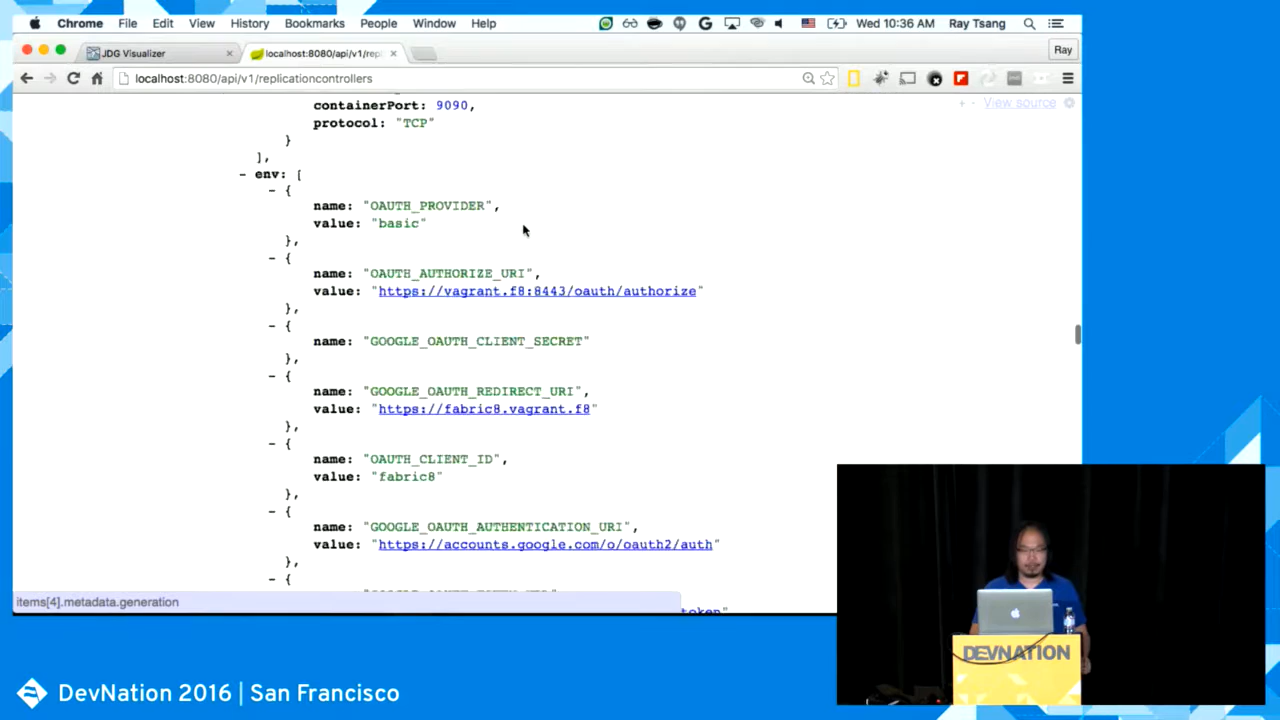 Chrome File Edit View History Bookmarks People Window Help Wed 10:36 AM Ray Tsang
JDG Visualizer localhost:8080/api/v1/repl Ray
localhost:8080/api/v1/replicationcontrollers
View source
containerPort: 9090,
protocol: "TCP"
}
],
- env: [
- {
name: "OAUTH_PROVIDER",
value: "basic"
},
- {
name: "OAUTH_AUTHORIZE_URI",
value: "https://vagrant.f8:8443/oauth/authorize"
},
- {
name: "GOOGLE_OAUTH_CLIENT_SECRET"
},
- {
name: "GOOGLE_OAUTH_REDIRECT_URI",
value: "https://fabric8.vagrant.f8"
},
- {
name: "OAUTH_CLIENT_ID",
value: "fabric8"
},
- {
name: "GOOGLE_OAUTH_AUTHENTICATION_URI",
value: "https://accounts.google.com/o/oauth2/auth"
},
- {
token"
items[4].metadata.generation
DEVNATION
DevNation 2016 | San Francisco